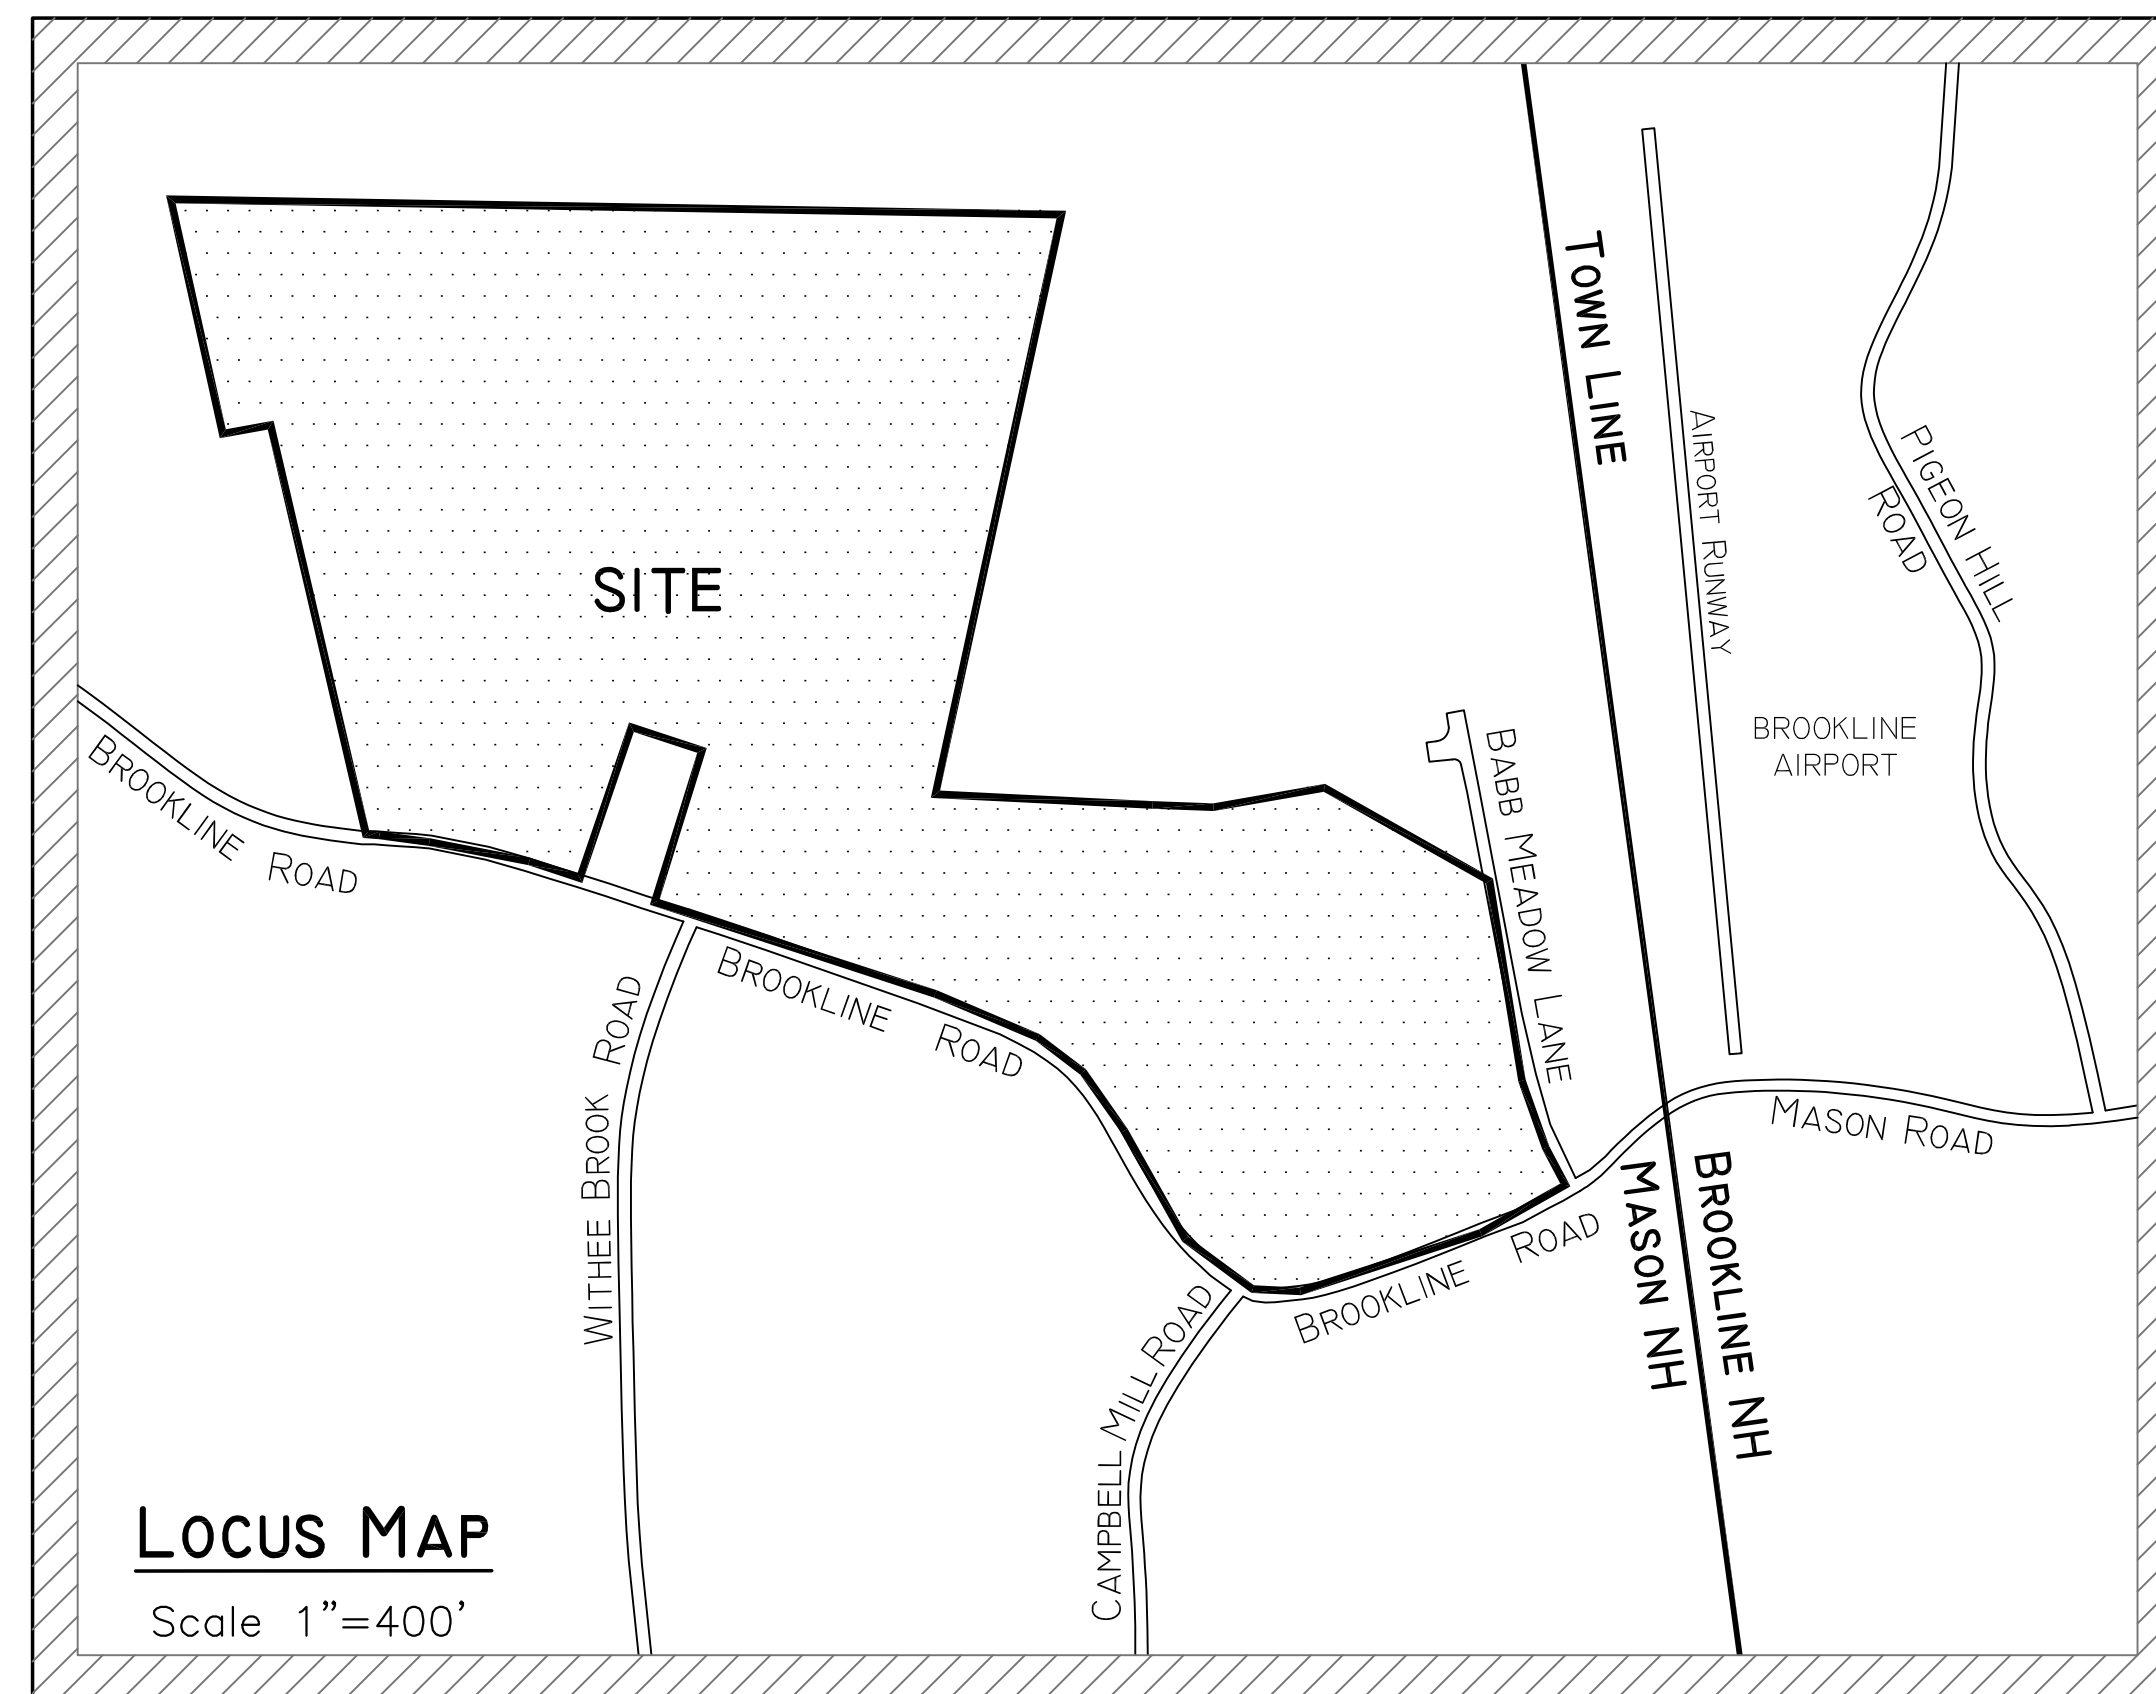 TOWN LINE
AIRPORT RUNWAY
PIGEON HILL
ROAD
SITE
BROOKLINE
AIRPORT
BROOKLINE ROAD
BABB MEADOW LANE
BROOKLINE ROAD
WITHEE BROOK ROAD
MASON ROAD
BROOKLINE NH
MASON NH
BROOKLINE ROAD
CAMPBELL MILL ROAD
LOCUS MAP
Scale 1"=400'